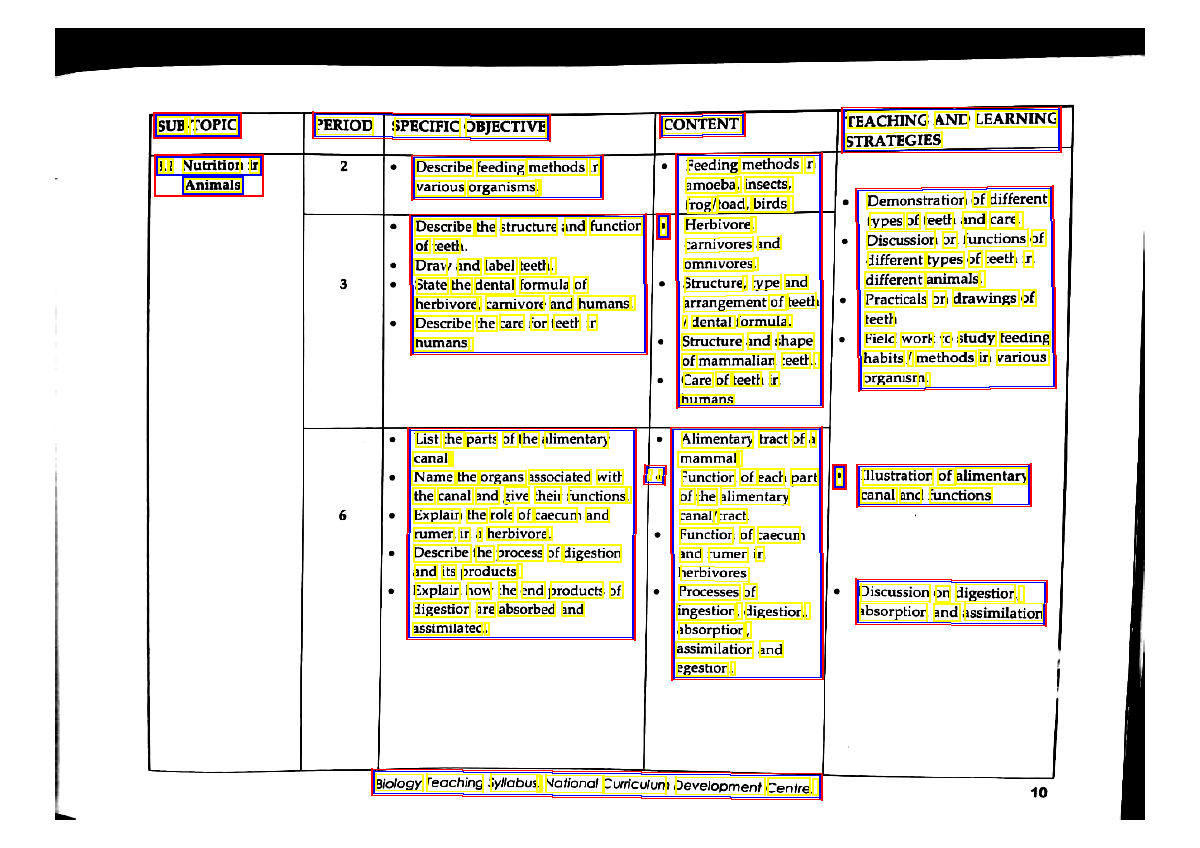 SUB-TOPIC
PERIOD
SPECIFIC OBJECTIVE
CONTENT
TEACHING AND LEARNING
STRATEGIES
1.1 Nutrition in
Animals
2
• Describe feeding methods in
various organisms.
• Feeding methods in
amoeba, insects,
frog/toad, birds
3
• Describe the structure and function
of teeth.
• Draw and label teeth.
• State the dental formula of
herbivore, carnivore and humans.
• Describe the care for teeth in
humans.
• Herbivore,
carnivores and
omnivores.
• Structure, type and
arrangement of teeth
/ dental formula.
• Structure and shape
of mammalian teeth.
• Care of teeth in
humans
• Demonstration of different
types of teeth and care.
• Discussion on functions of
different types of teeth in
different animals.
• Practicals on drawings of
teeth
• Field work to study feeding
habits/ methods in various
organism.
6
• List the parts of the alimentary
canal
• Name the organs associated with
the canal and give their functions.
• Explain the role of caecum and
rumen in a herbivore.
• Describe the process of digestion
and its products
• Explain how the end products of
digestion are absorbed and
assimilated.
• Alimentary tract of a
mammal
• Function of each part
of the alimentary
canal/tract.
• Function of caecum
and rumen in
herbivores
• Processes of
ingestion, digestion,
absorption,
assimilation and
egestion.
• Illustration of alimentary
canal and functions
• Discussion on digestion,
absorption and assimilation
Biology Teaching Syllabus, National Curriculum Development Centre.
10